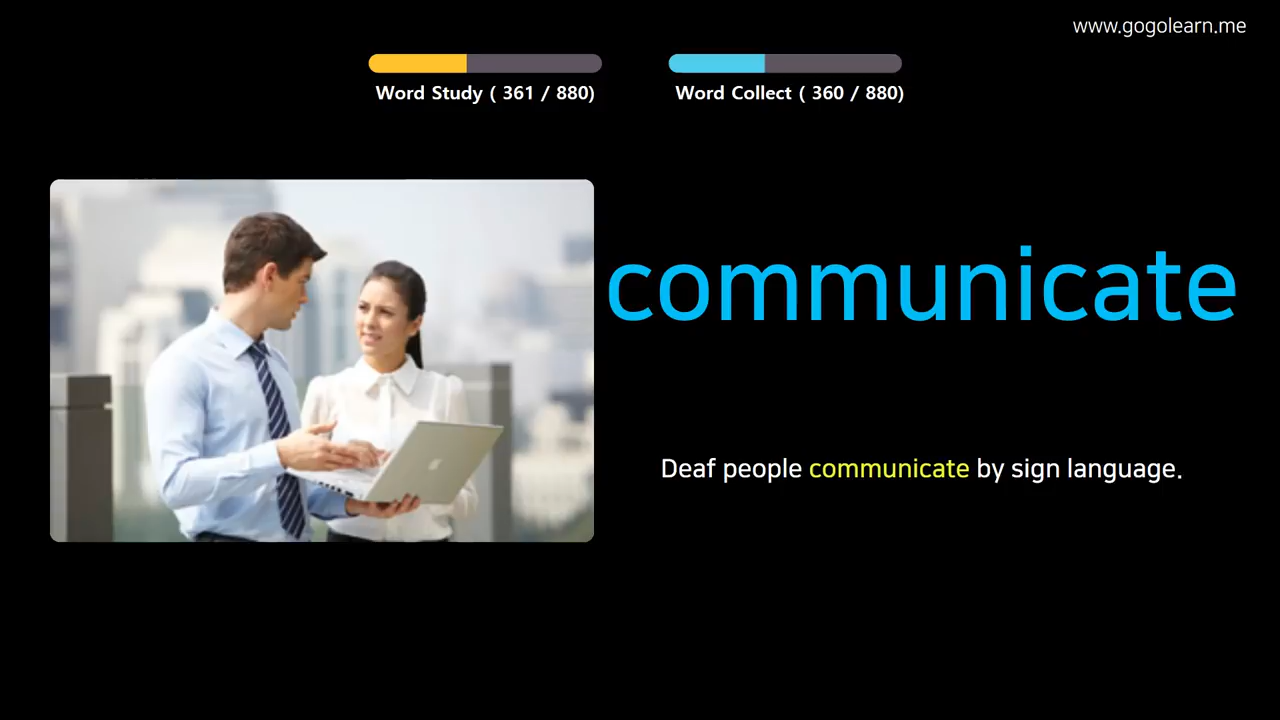 www.gogolearn.me
Word Study ( 361 / 880)
Word Collect ( 360 / 880)
communicate
Deaf people communicate by sign language.